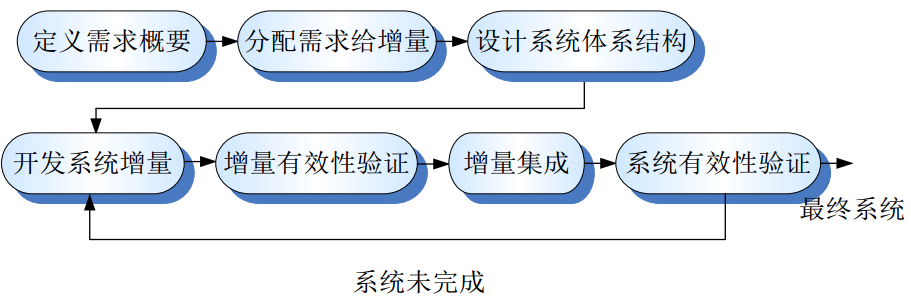 定义需求概要
分配需求给增量
设计系统体系结构
开发系统增量
增量有效性验证
增量集成
系统有效性验证
最终系统
系统未完成